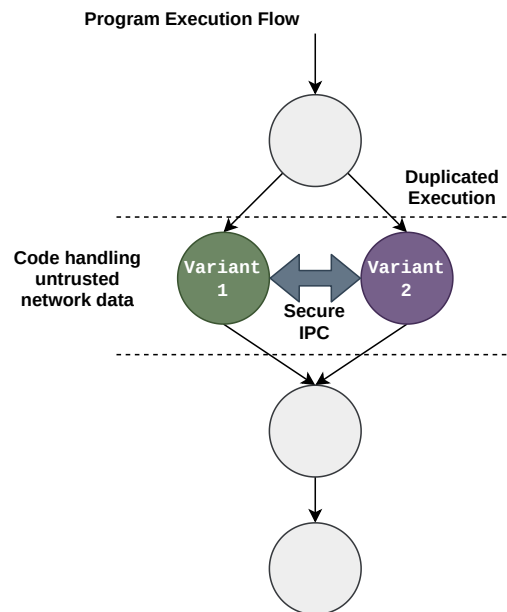 Program Execution Flow
Duplicated
Execution
Code handling
untrusted
network data
Variant
1
Variant
2
Secure
IPC